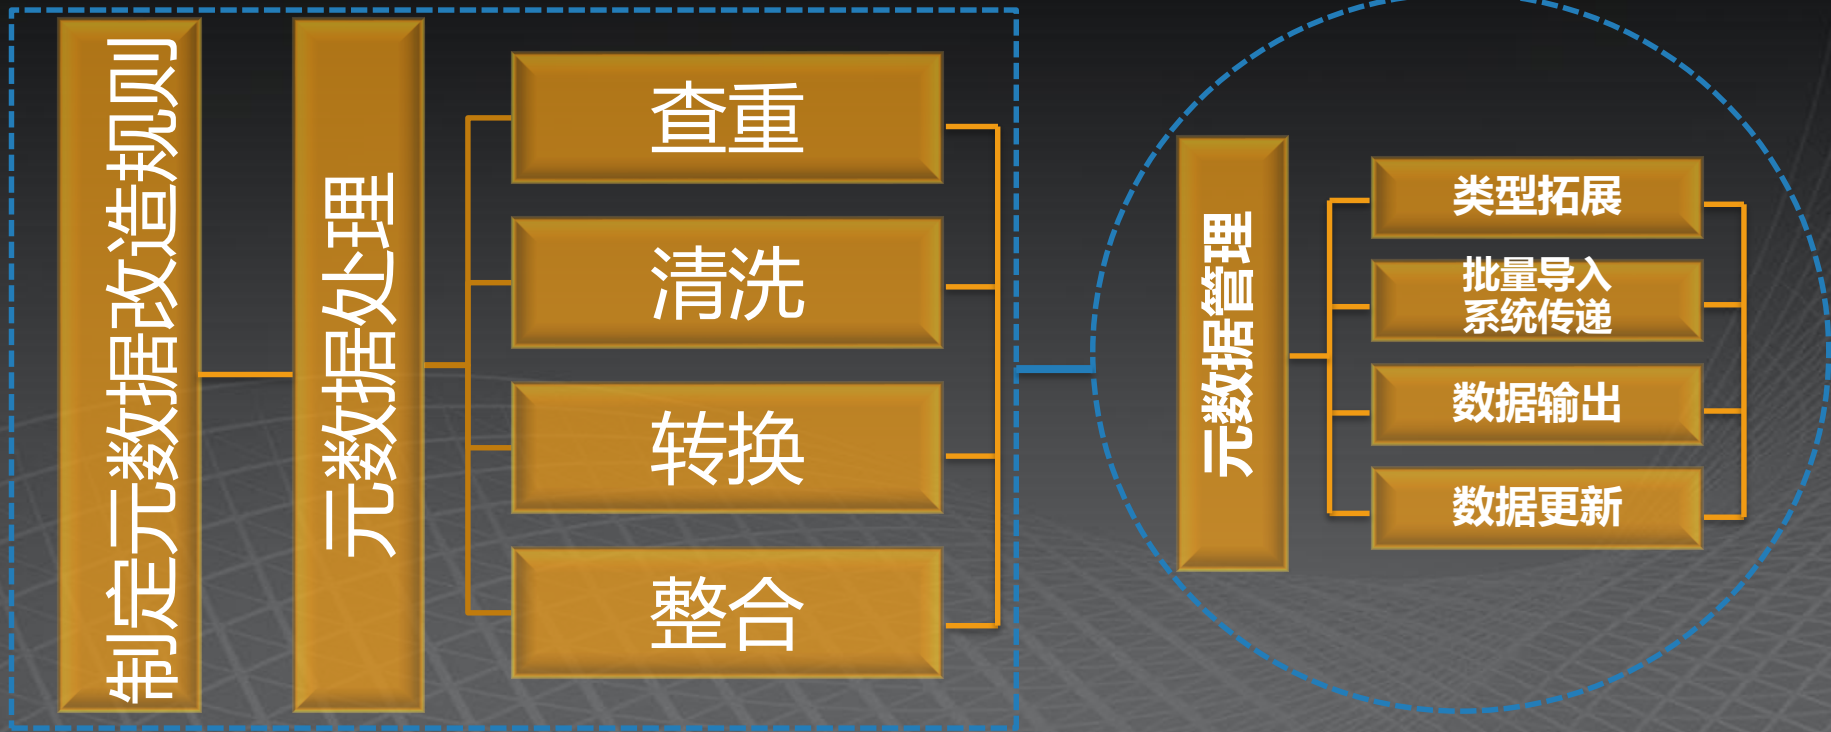 制定元数据改造规则
元数据处理
查重
清洗
转换
整合
元数据管理
类型拓展
批量导入
系统传递
数据输出
数据更新